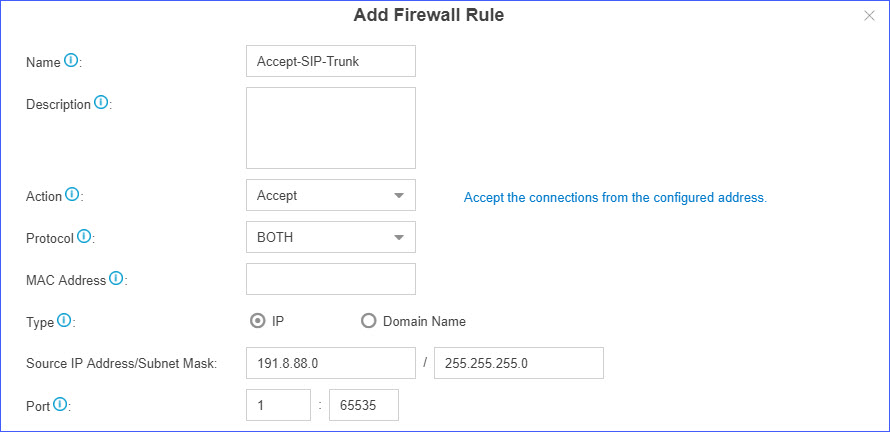 Add Firewall Rule
Name i : Accept-SIP-Trunk
Description i :
Action i : Accept Accept the connections from the configured address.
Protocol i : BOTH
MAC Address i :
Type i : IP Domain Name
Source IP Address/Subnet Mask: 191.8.88.0 / 255.255.255.0
Port i : 1 : 65535